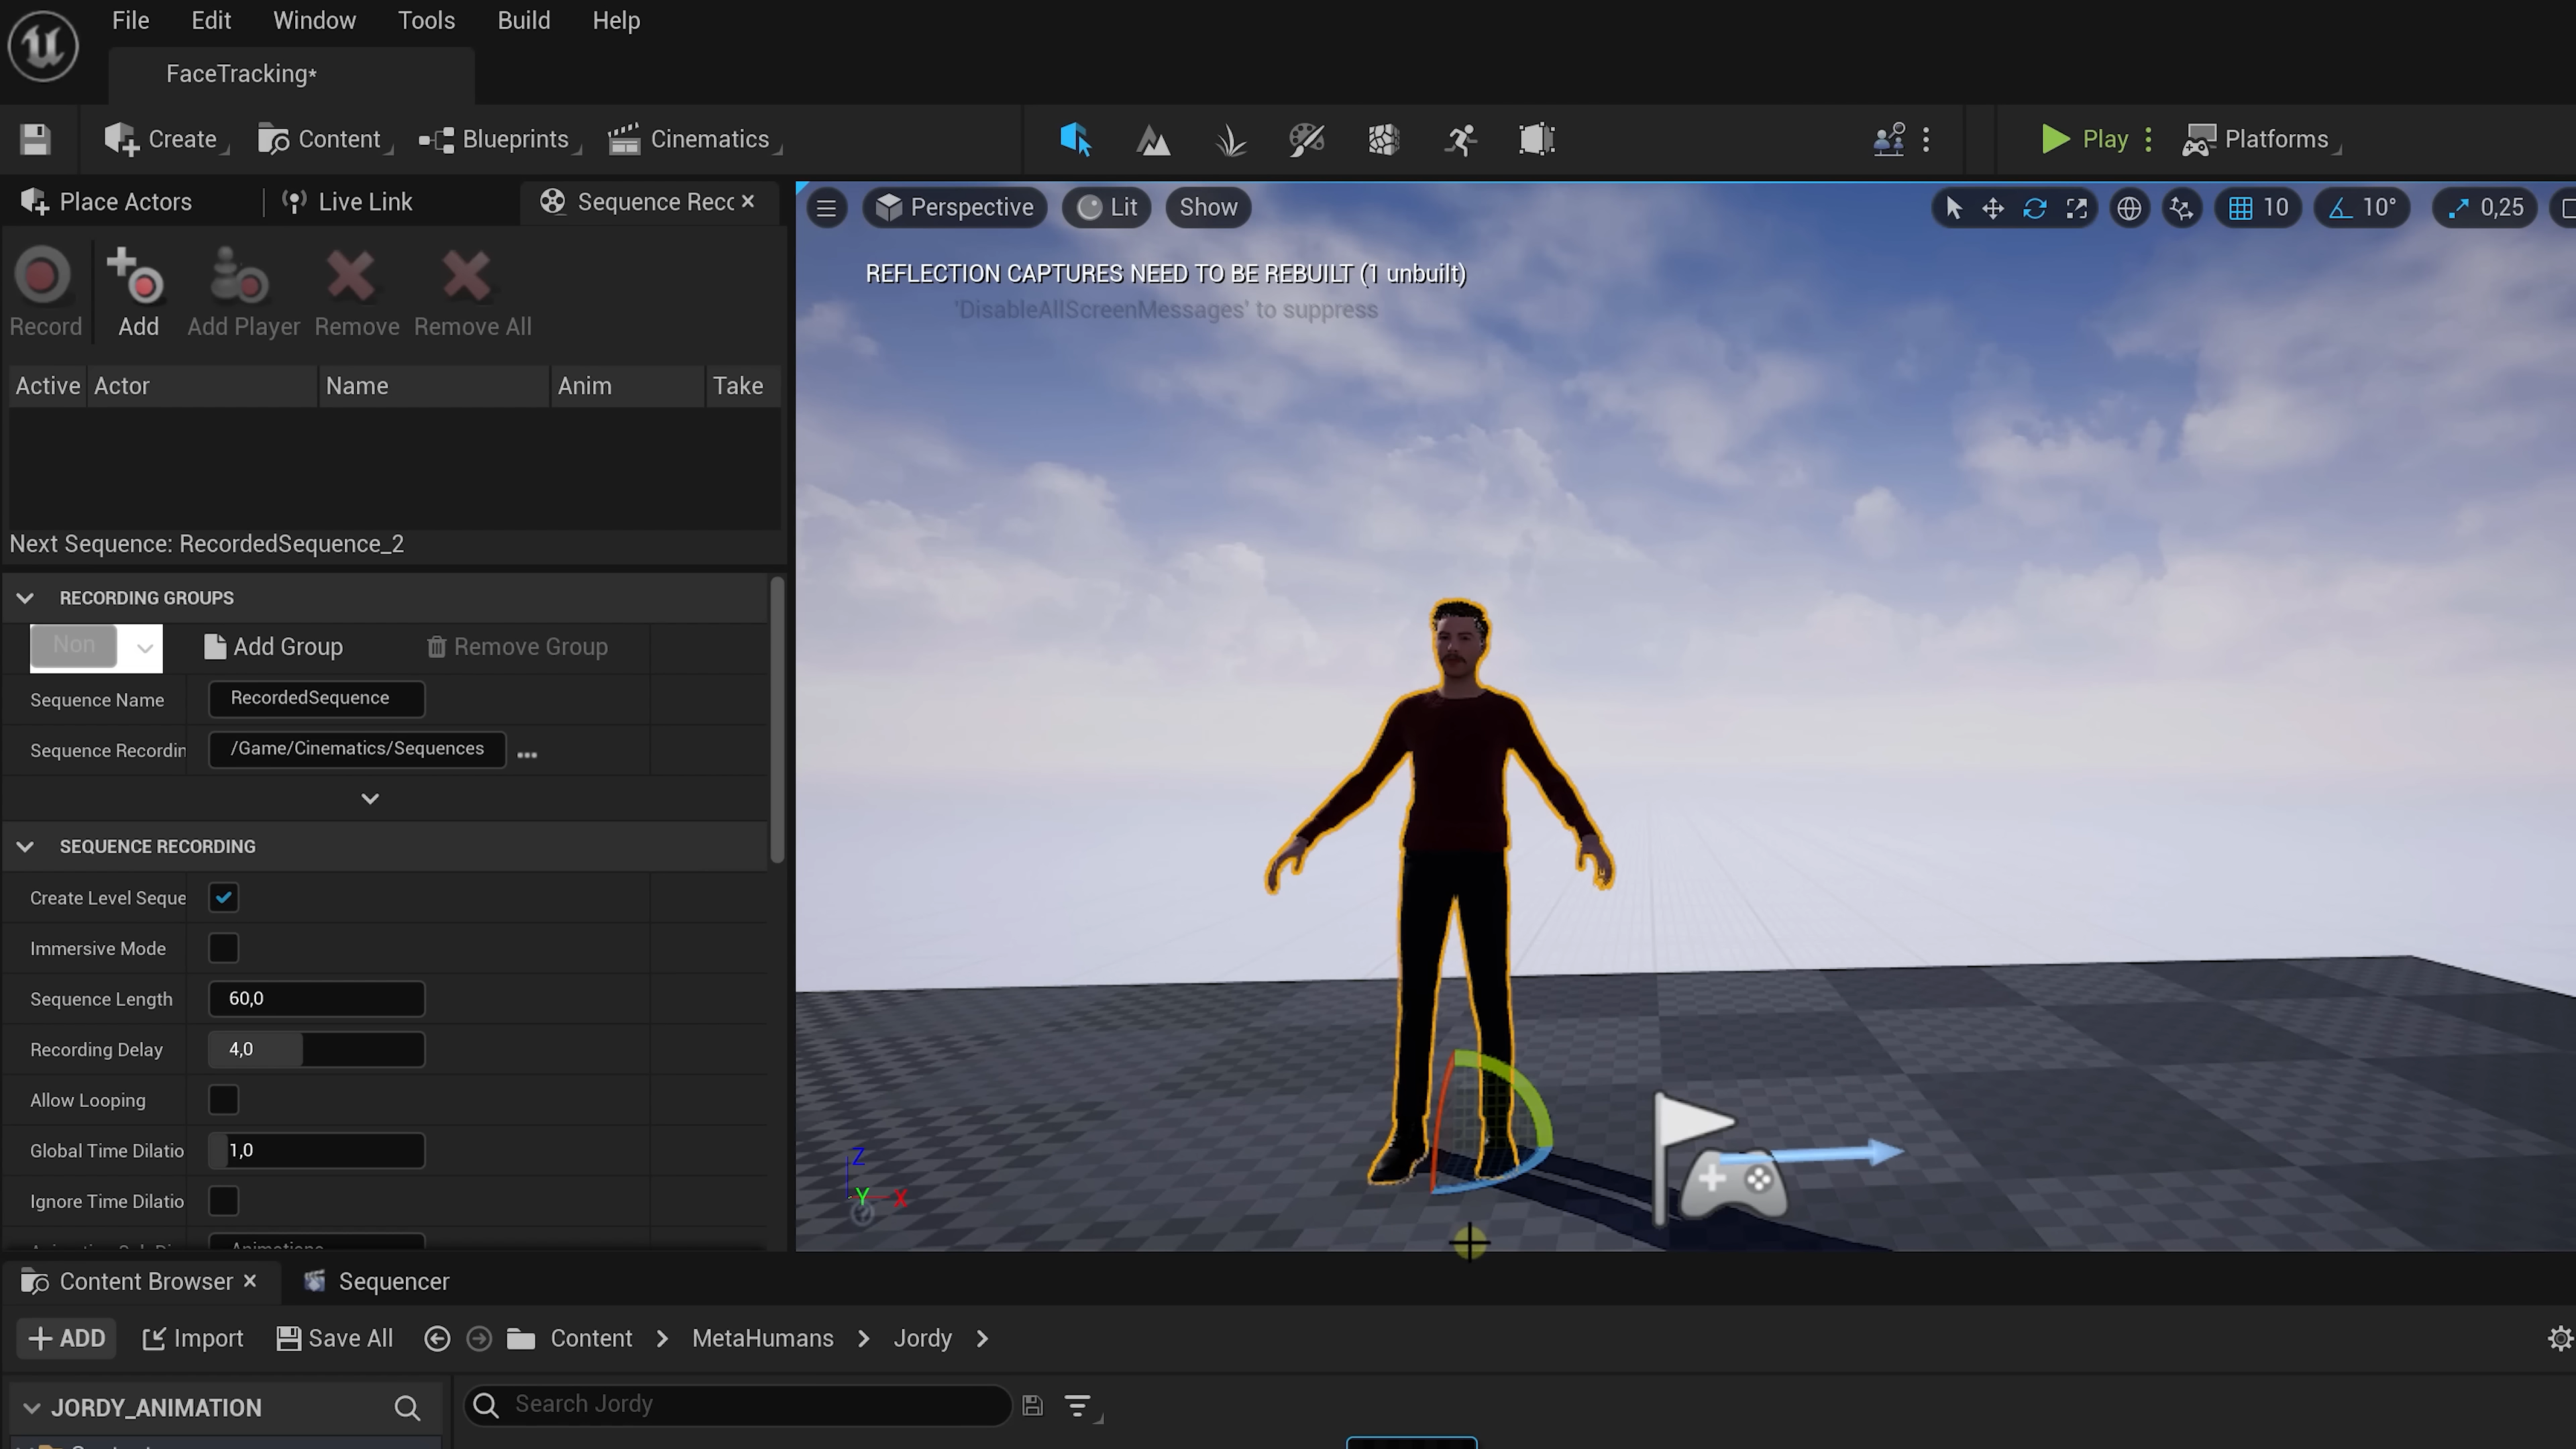 File Edit Window Tools Build Help
FaceTracking*
Create Content Blueprints Cinematics Play Platforms
Place Actors Live Link Sequence Rec
Perspective Lit Show 10 10° 0,25
REFLECTION CAPTURES NEED TO BE REBUILT (1 unbuilt)
'DisableAllScreenMessages' to suppress
Record Add Add Player Remove Remove All
Active Actor Name Anim Take
Next Sequence: RecordedSequence_2
RECORDING GROUPS
Non Add Group Remove Group
Sequence Name RecordedSequence
Sequence Recordin /Game/Cinematics/Sequences ...
SEQUENCE RECORDING
Create Level Seque
Immersive Mode
Sequence Length 60,0
Recording Delay 4,0
Allow Looping
Global Time Dilatio 1,0
Ignore Time Dilatio
Z
Y X
Content Browser Sequencer
ADD Import Save All Content MetaHumans Jordy
JORDY_ANIMATION Search Jordy